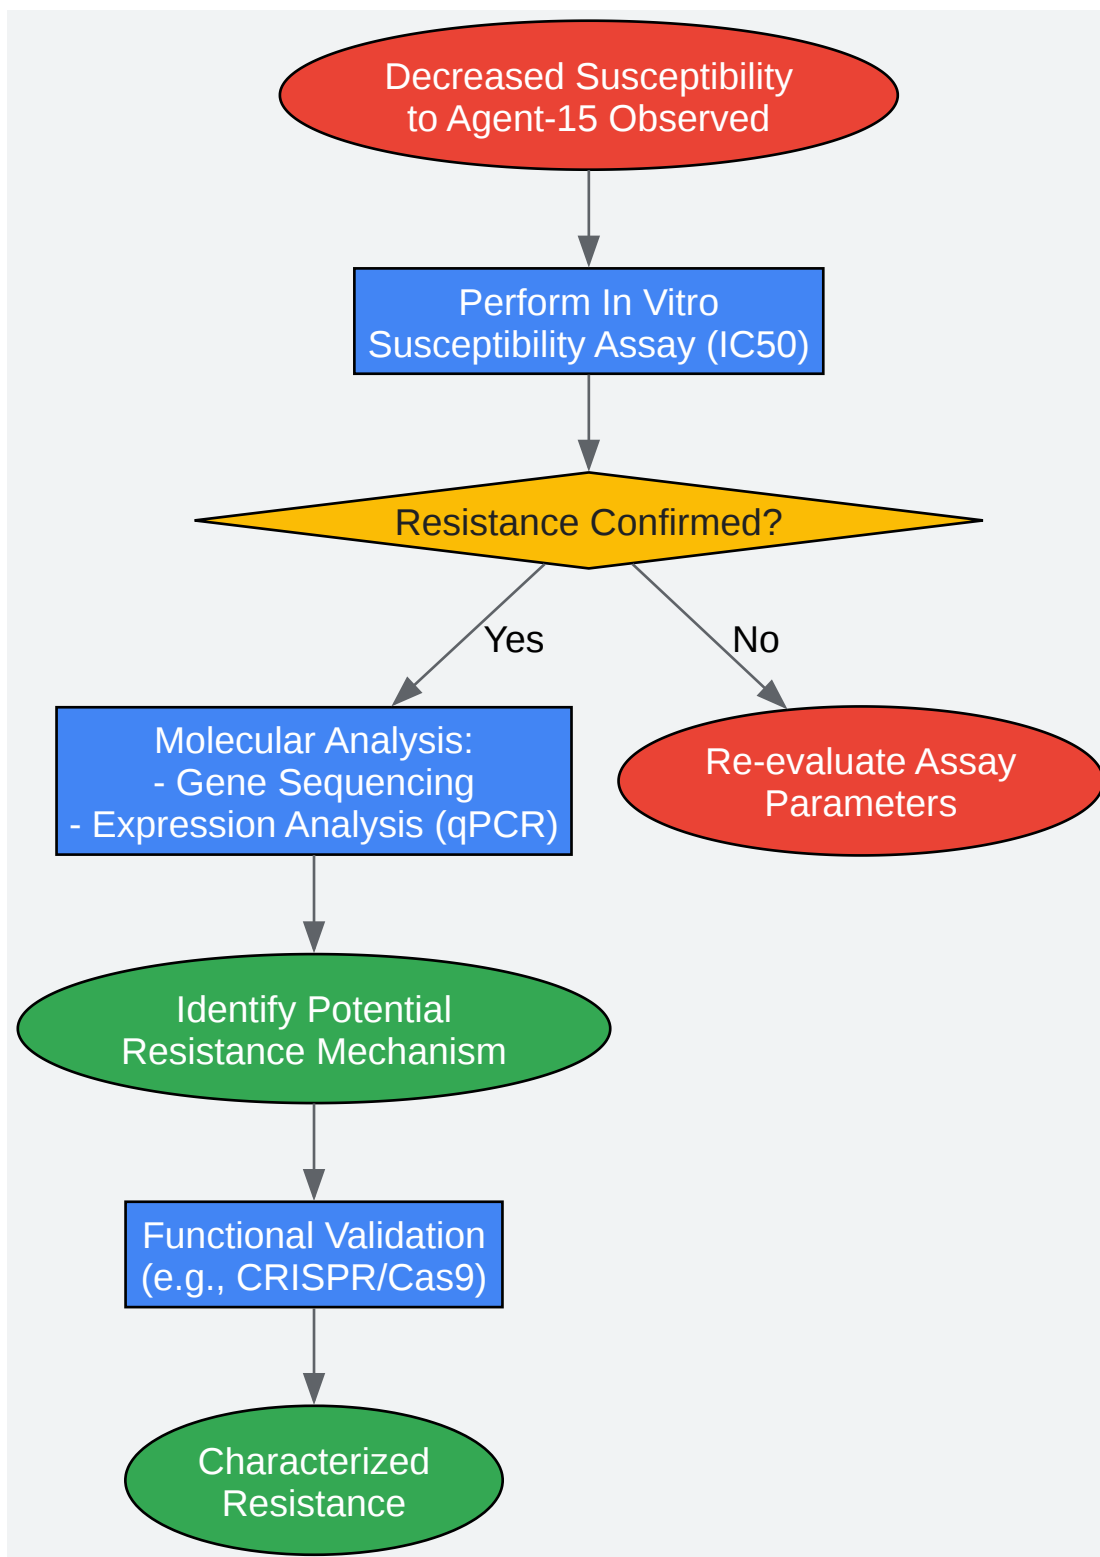 Decreased Susceptibility
to Agent-15 Observed
Perform In Vitro
Susceptibility Assay (IC50)
Resistance Confirmed?
Yes
No
Molecular Analysis:
- Gene Sequencing
- Expression Analysis (qPCR)
Re-evaluate Assay
Parameters
Identify Potential
Resistance Mechanism
Functional Validation
(e.g., CRISPR/Cas9)
Characterized
Resistance